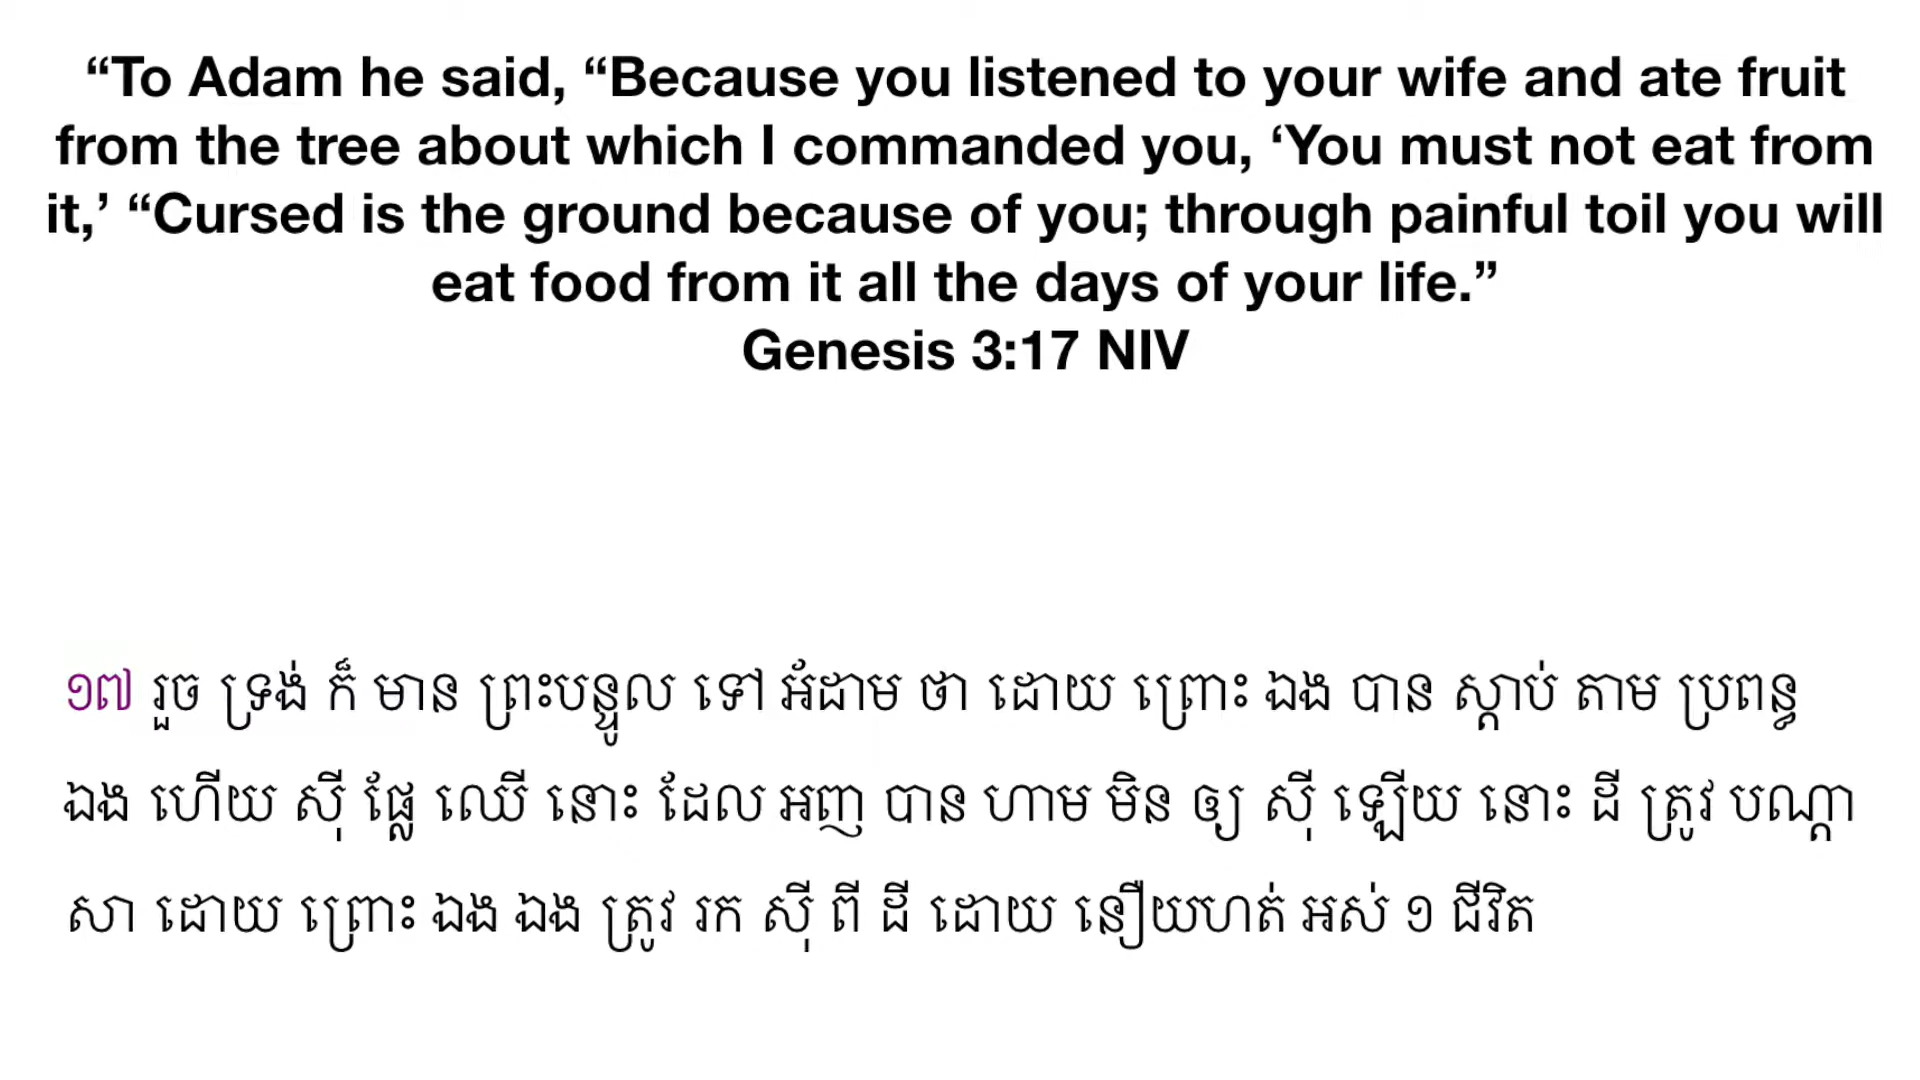 “To Adam he said, “Because you listened to your wife and ate fruit
from the tree about which I commanded you, ‘You must not eat from
it,’ “Cursed is the ground because of you; through painful toil you will
eat food from it all the days of your life.”
Genesis 3:17 NIV
១៧ រួច ទ្រង់ ក៏ មាន ព្រះបន្ទូល ទៅ អ័ដាម ថា ដោយ ព្រោះ ឯង បាន ស្តាប់ តាម ប្រពន្ធ
ឯង ហើយ ស៊ី ផ្លែ ឈើ នោះ ដែល អញ បាន ហាម មិន ឲ្យ ស៊ី ឡើយ នោះ ដី ត្រូវ បណ្តា
សា ដោយ ព្រោះ ឯង ឯង ត្រូវ រក ស៊ី ពី ដី ដោយ នឿយហត់ អស់ ១ ជីវិត